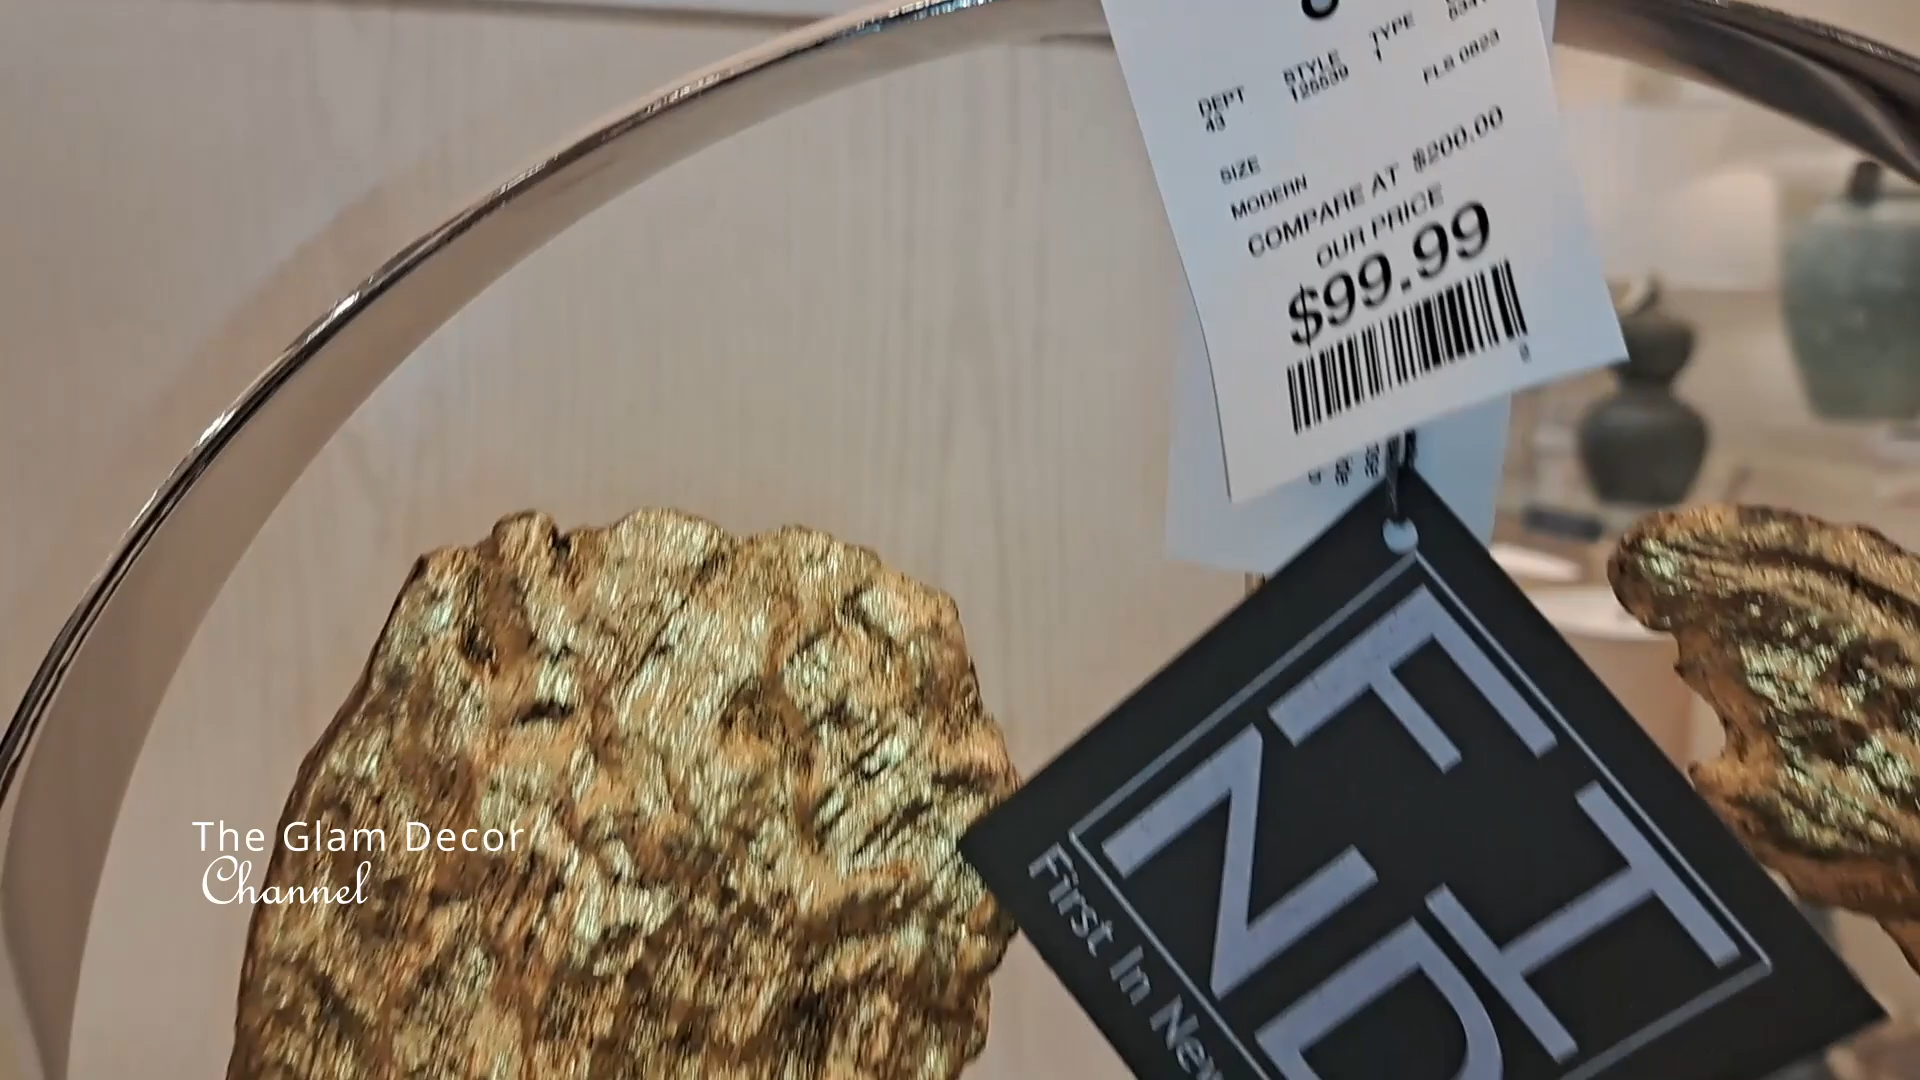 DEPT STYLE TYPE
43 125539 1
FLS 0823
SIZE
MODERN
COMPARE AT $200.00
OUR PRICE
$99.99
First In New
The Glam Decor
Channel